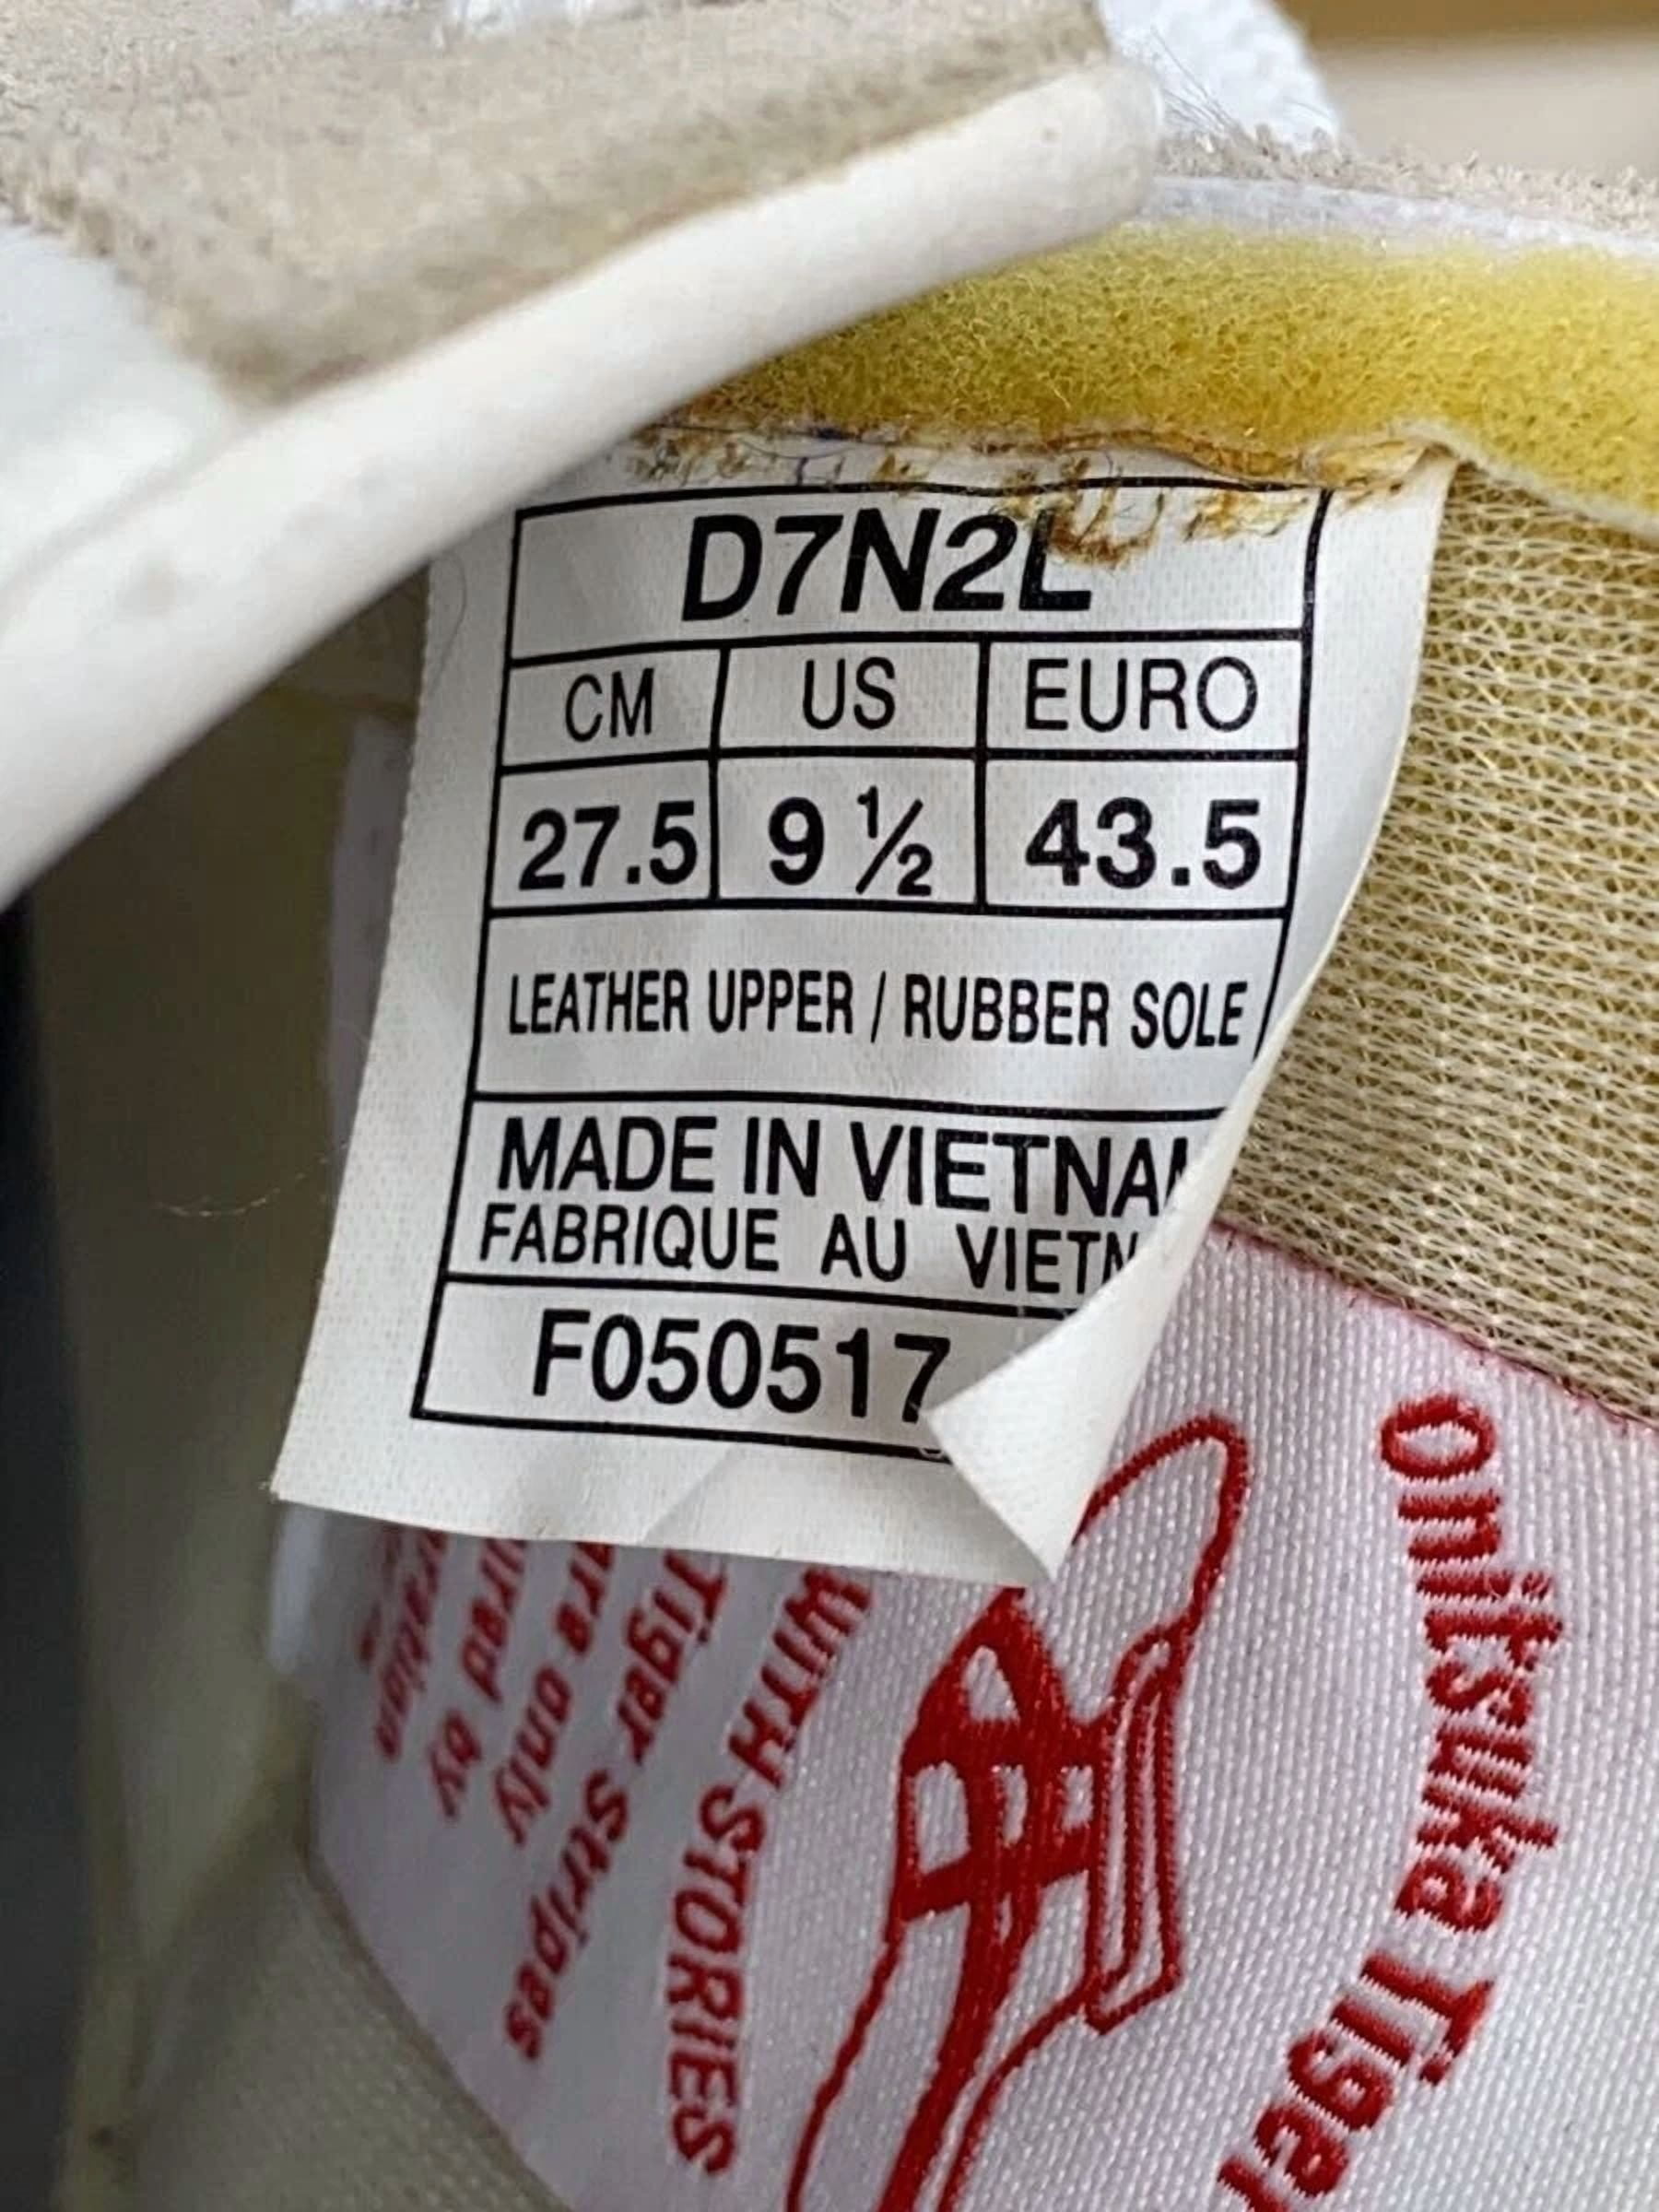 D7N2L
CM US EURO
27.5 9 ½ 43.5
LEATHER UPPER / RUBBER SOLE
MADE IN VIETNA
FABRIQUE AU VIETN
F050517
Onitsuka Tiger
WITH STORIES
Tiger Stripes
only
by